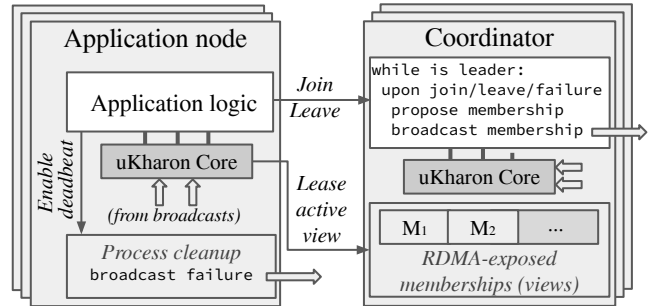 Application node
Application logic
uKharon Core
(from broadcasts)
Enable
deadbeat
Process cleanup
broadcast failure
Join
Leave
Lease
active
view
Coordinator
while is leader:
upon join/leave/failure
propose membership
broadcast membership
uKharon Core
M1 M2 ...
RDMA-exposed
memberships (views)